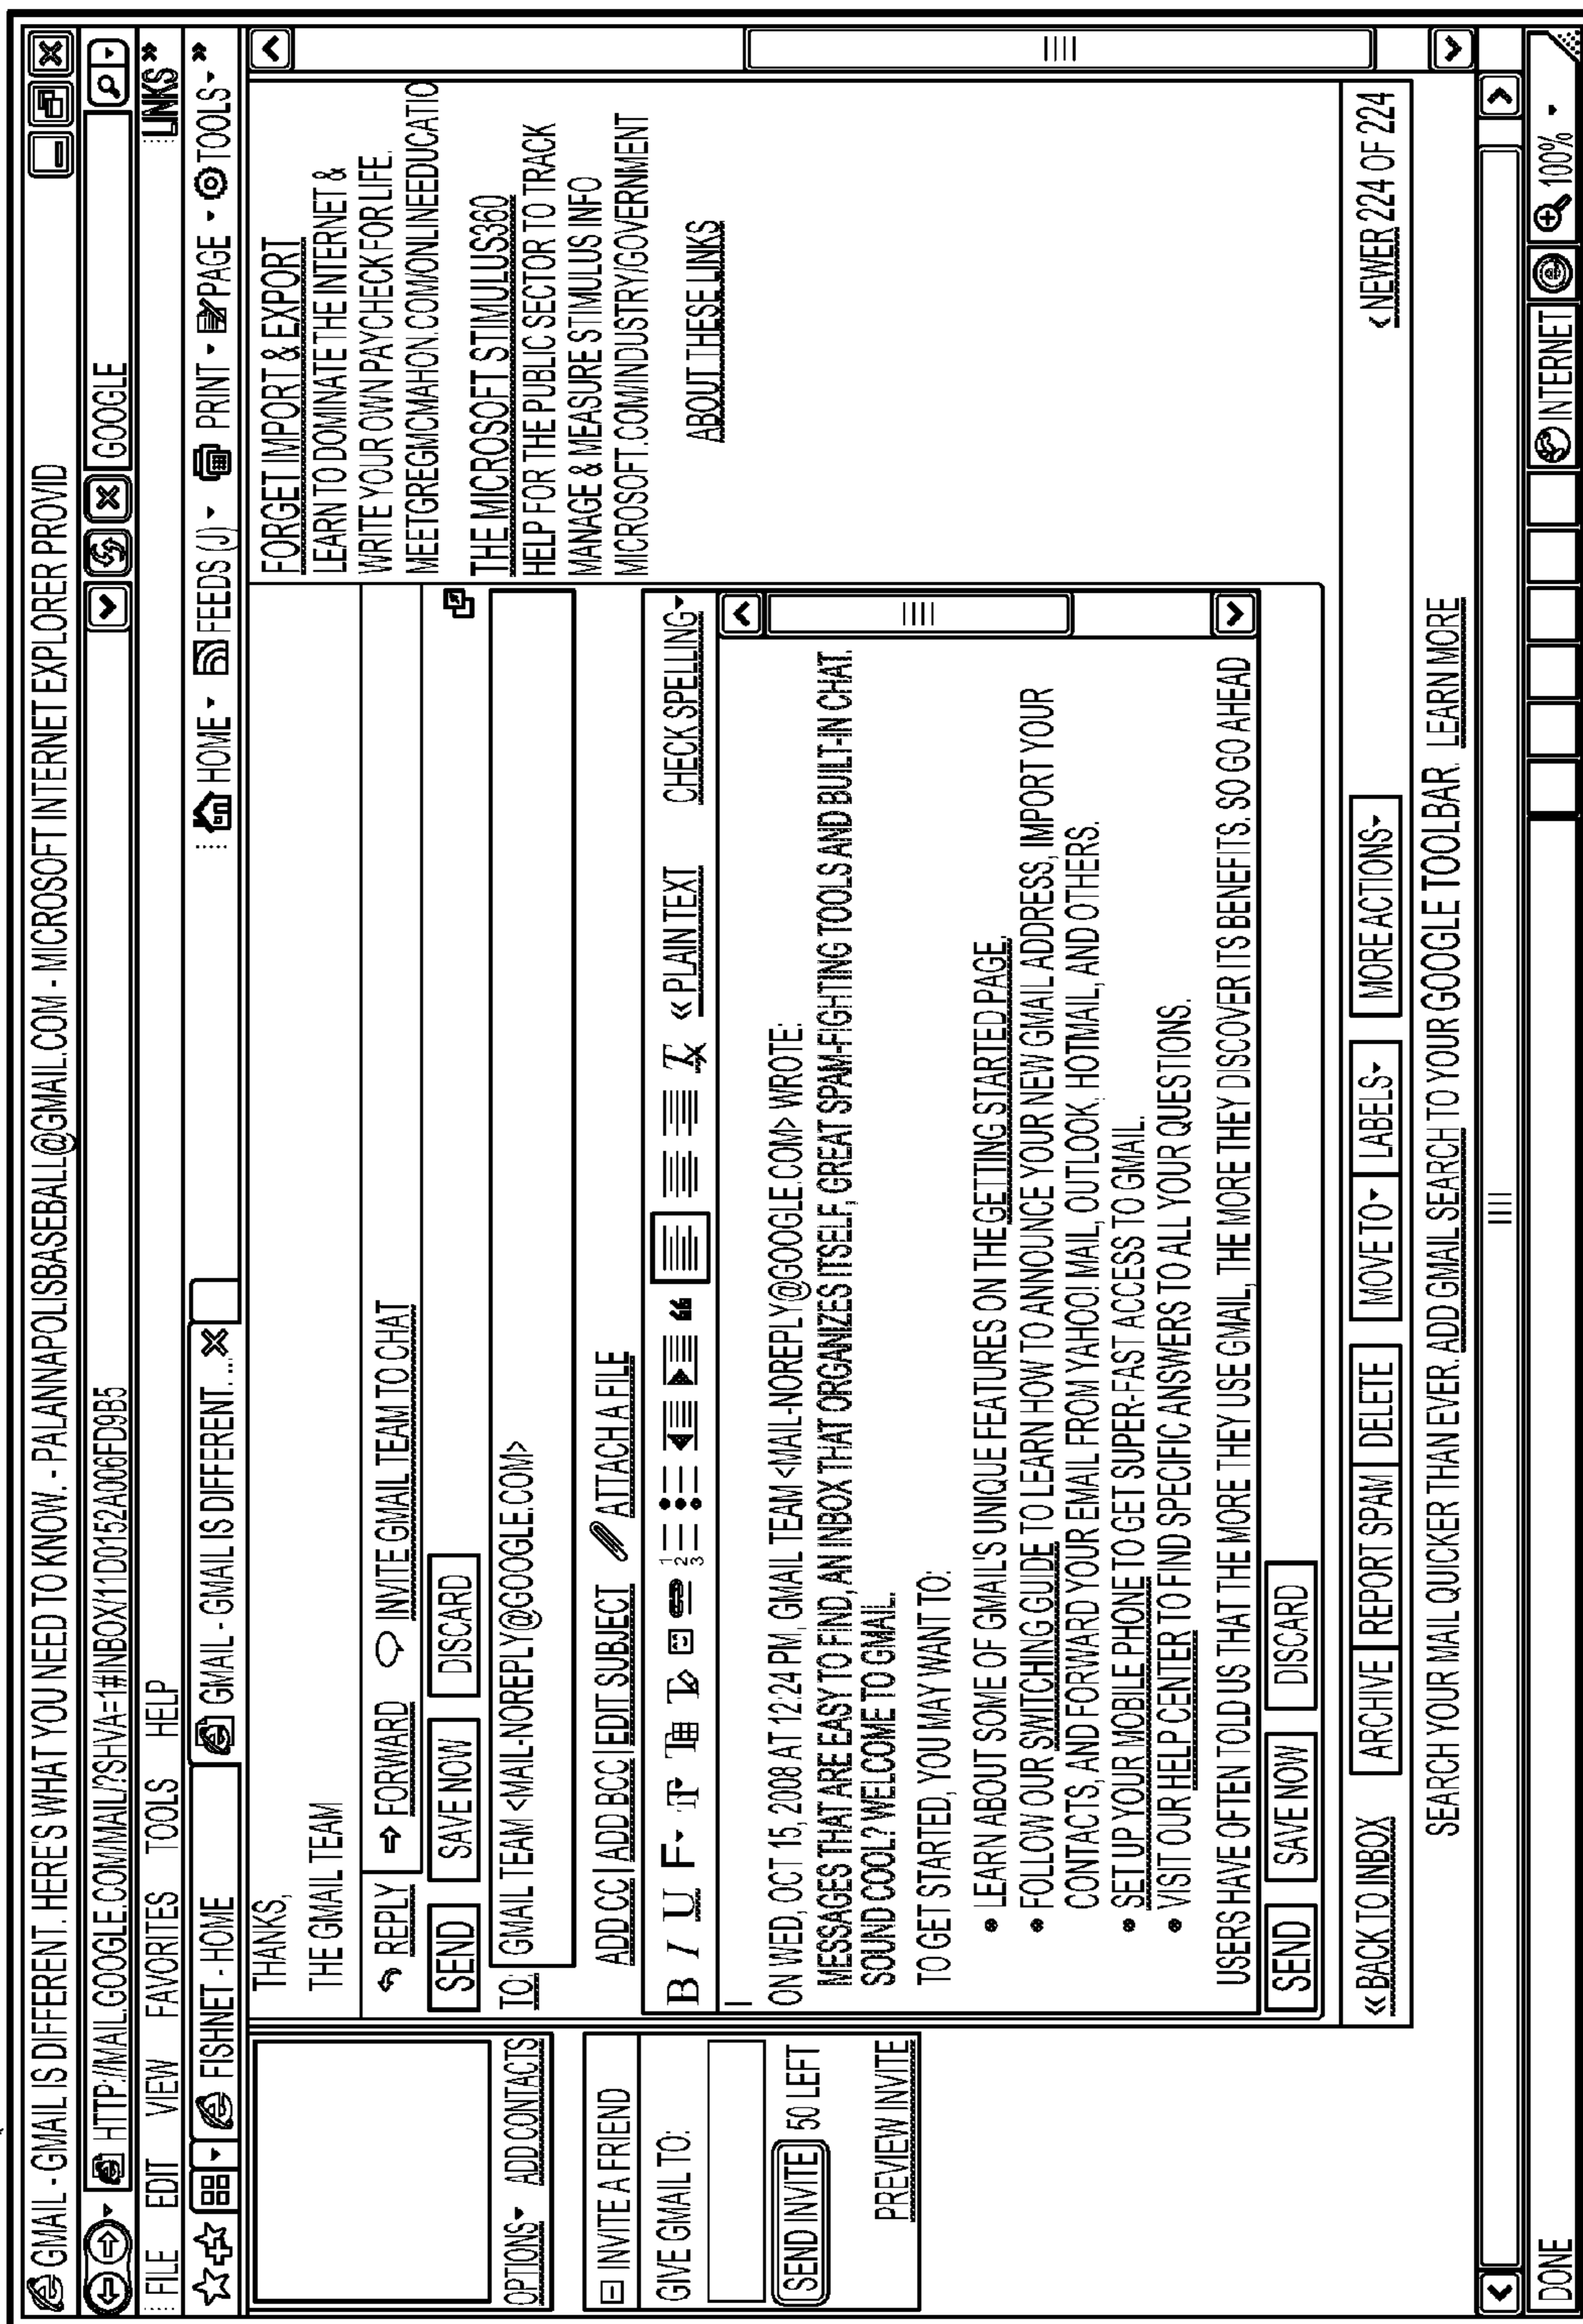 GMAIL - GMAIL IS DIFFERENT. HERE'S WHAT YOU NEED TO KNOW. - PALANNAPOLISBASEBALL@GMAIL.COM - MICROSOFT INTERNET EXPLORER PROVID
HTTP://MAIL.GOOGLE.COM/MAIL/?SHVA=1#INBOX/11D0152A006FD9B5
GOOGLE
FILE EDIT VIEW FAVORITES TOOLS HELP
LINKS »
FISHNET - HOME
GMAIL - GMAIL IS DIFFERENT. ...
HOME FEEDS (J) PRINT PAGE TOOLS »
OPTIONS ADD CONTACTS
INVITE A FRIEND
GIVE GMAIL TO:
SEND INVITE 50 LEFT
PREVIEW INVITE
THANKS,
THE GMAIL TEAM
REPLY FORWARD INVITE GMAIL TEAM TO CHAT
SEND SAVE NOW DISCARD
TO: GMAIL TEAM <MAIL-NOREPLY@GOOGLE.COM>
ADD CC | ADD BCC | EDIT SUBJECT ATTACH A FILE
B I U F T T T « PLAIN TEXT CHECK SPELLING
ON WED, OCT 15, 2008 AT 12:24 PM, GMAIL TEAM <MAIL-NOREPLY@GOOGLE.COM> WROTE:
MESSAGES THAT ARE EASY TO FIND, AN INBOX THAT ORGANIZES ITSELF, GREAT SPAM-FIGHTING TOOLS AND BUILT-IN CHAT.
SOUND COOL? WELCOME TO GMAIL.
TO GET STARTED, YOU MAY WANT TO:
• LEARN ABOUT SOME OF GMAIL'S UNIQUE FEATURES ON THE GETTING STARTED PAGE.
• FOLLOW OUR SWITCHING GUIDE TO LEARN HOW TO ANNOUNCE YOUR NEW GMAIL ADDRESS, IMPORT YOUR
CONTACTS, AND FORWARD YOUR EMAIL FROM YAHOO! MAIL, OUTLOOK, HOTMAIL, AND OTHERS.
• SET UP YOUR MOBILE PHONE TO GET SUPER-FAST ACCESS TO GMAIL.
• VISIT OUR HELP CENTER TO FIND SPECIFIC ANSWERS TO ALL YOUR QUESTIONS.
USERS HAVE OFTEN TOLD US THAT THE MORE THEY USE GMAIL, THE MORE THEY DISCOVER ITS BENEFITS. SO GO AHEAD
SEND SAVE NOW DISCARD
FORGET IMPORT & EXPORT
LEARN TO DOMINATE THE INTERNET &
WRITE YOUR OWN PAYCHECK FOR LIFE.
MEETGREGMCMAHON.COM/ONLINEEDUCATIO
THE MICROSOFT STIMULUS360
HELP FOR THE PUBLIC SECTOR TO TRACK
MANAGE & MEASURE STIMULUS INFO
MICROSOFT.COM/INDUSTRY/GOVERNMENT
ABOUT THESE LINKS
« BACK TO INBOX ARCHIVE REPORT SPAM DELETE MOVE TO LABELS MORE ACTIONS ‹ NEWER 224 OF 224
SEARCH YOUR MAIL QUICKER THAN EVER. ADD GMAIL SEARCH TO YOUR GOOGLE TOOLBAR. LEARN MORE
DONE INTERNET 100%